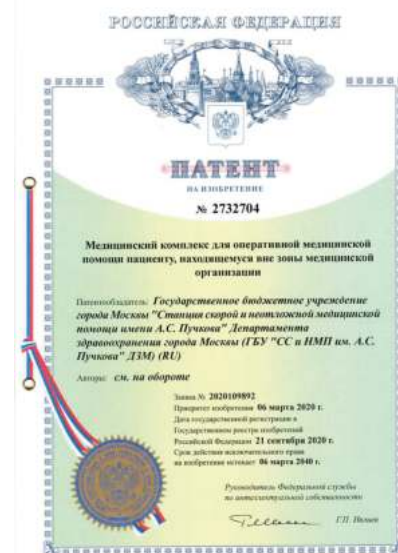 РОССИЙСКАЯ ФЕДЕРАЦИЯ
ПАТЕНТ
НА ИЗОБРЕТЕНИЕ
№ 2732704
Медицинский комплекс для оперативной медицинской
помощи пациенту, находящемуся вне зоны медицинской
организации
Патентообладатель: Государственное бюджетное учреждение
города Москвы "Станция скорой и неотложной медицинской
помощи имени А.С. Пучкова" Департамента
здравоохранения города Москвы (ГБУ "СС и НМП им. А.С.
Пучкова" ДЗМ) (RU)
Авторы: см. на обороте
Заявка № 2020109892
Приоритет изобретения 06 марта 2020 г.
Дата государственной регистрации в
Государственном реестре изобретений
Российской Федерации 21 сентября 2020 г.
Срок действия исключительного права
на изобретение истекает 06 марта 2040 г.
Руководитель Федеральной службы
по интеллектуальной собственности
Г.П. Ивлиев